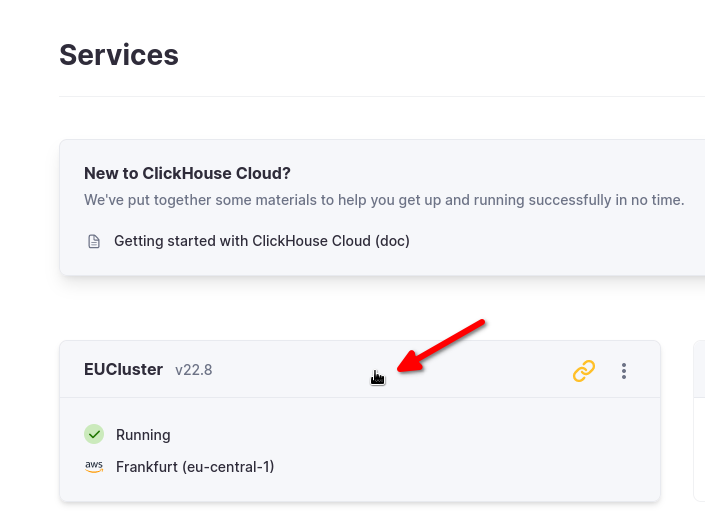 Services
New to ClickHouse Cloud?
We've put together some materials to help you get up and running successfully in no time.
Getting started with ClickHouse Cloud (doc)
EUCluster v22.8
Running
aws Frankfurt (eu-central-1)